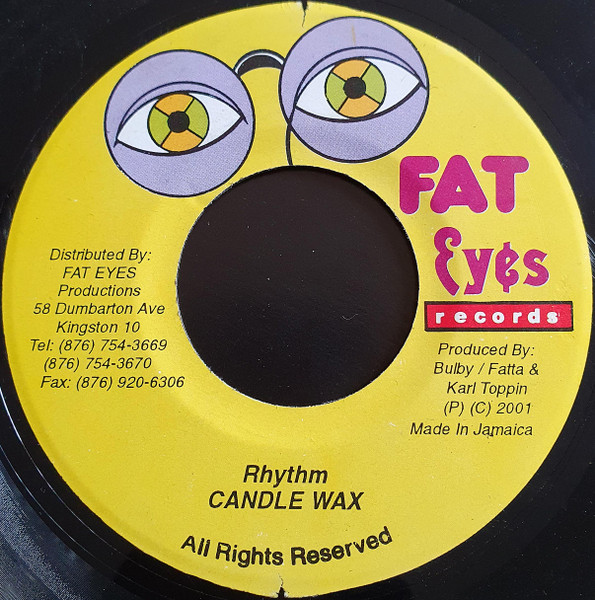 FAT
Eyes
records
Distributed By:
FAT EYES
Productions
58 Dumbarton Ave
Kingston 10
Tel: (876) 754-3669
(876) 754-3670
Fax: (876) 920-6306
Produced By:
Bulby / Fatta &
Karl Toppin
(P) (C) 2001
Made In Jamaica
Rhythm
CANDLE WAX
All Rights Reserved